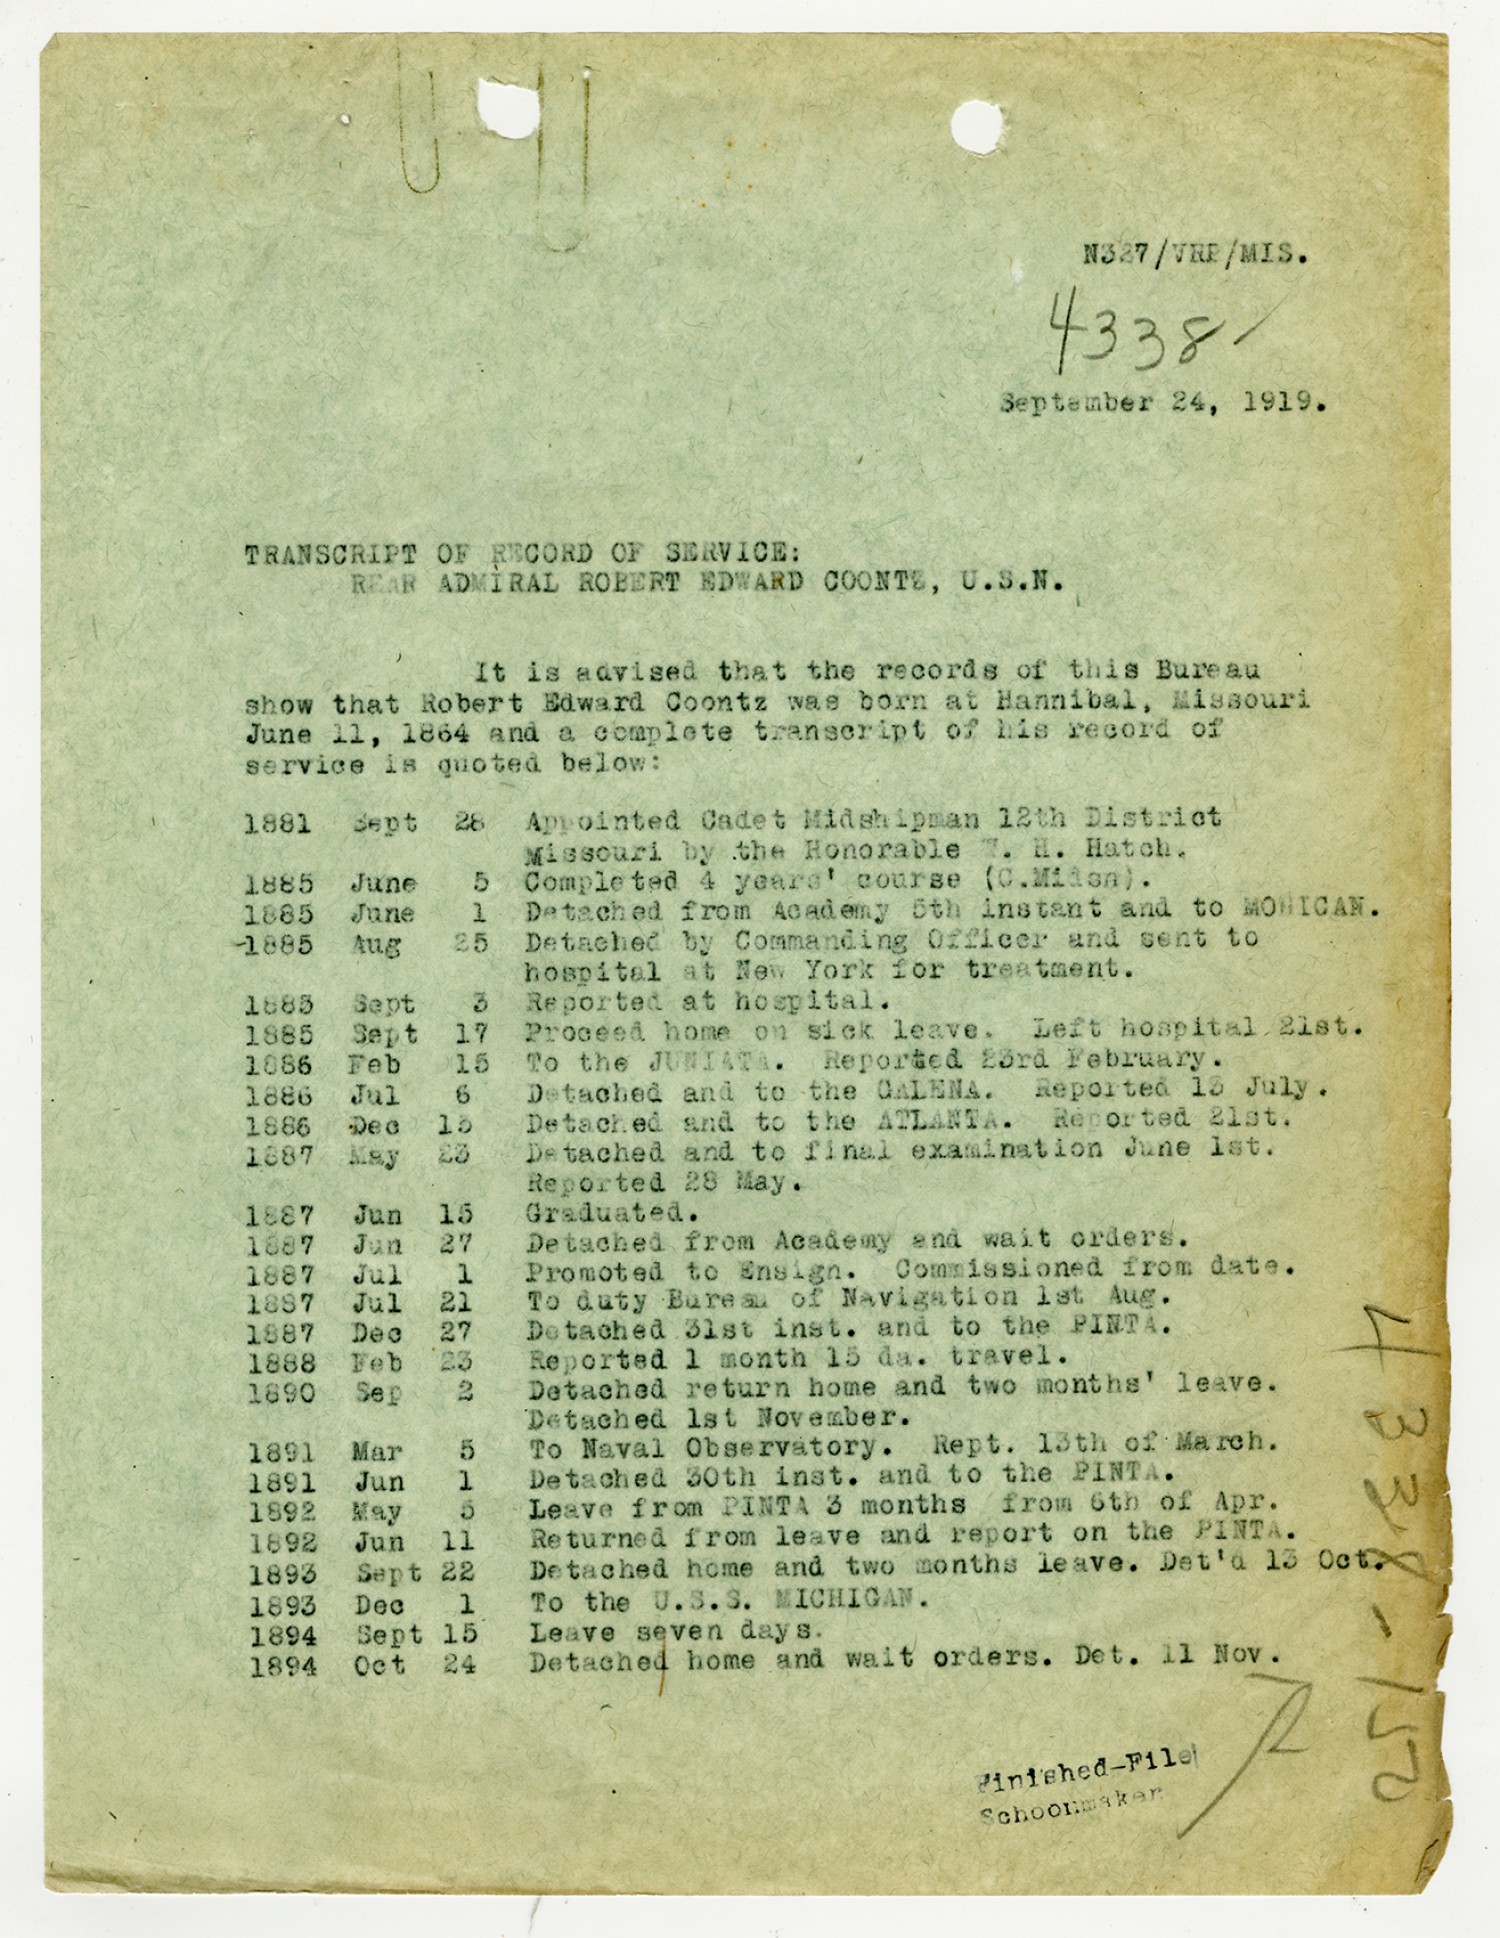 N327/VRP/MIS.
4338
September 24, 1919.
TRANSCRIPT OF RECORD OF SERVICE:
REAR ADMIRAL ROBERT EDWARD COONTZ, U.S.N.
It is advised that the records of this Bureau
show that Robert Edward Coontz was born at Hannibal, Missouri
June 11, 1864 and a complete transcript of his record of
service is quoted below:
1881 Sept 28 Appointed Cadet Midshipman 12th District
Missouri by the Honorable W. H. Hatch.
1885 June 5 Completed 4 years' course (C.Midsn).
1885 June 1 Detached from Academy 5th instant and to MOHICAN.
1885 Aug 25 Detached by Commanding Officer and sent to
hospital at New York for treatment.
1885 Sept 3 Reported at hospital.
1885 Sept 17 Proceed home on sick leave. Left hospital 21st.
1886 Feb 15 To the JUNIATA. Reported 23rd February.
1886 Jul 6 Detached and to the GALENA. Reported 13 July.
1886 Dec 13 Detached and to the ATLANTA. Reported 21st.
1887 May 23 Detached and to final examination June 1st.
Reported 28 May.
1887 Jun 15 Graduated.
1887 Jun 27 Detached from Academy and wait orders.
1887 Jul 1 Promoted to Ensign. Commissioned from date.
1887 Jul 21 To duty Bureau of Navigation 1st Aug.
1887 Dec 27 Detached 31st inst. and to the PINTA.
1888 Feb 23 Reported 1 month 15 da. travel.
1890 Sep 2 Detached return home and two months' leave.
Detached 1st November.
1891 Mar 5 To Naval Observatory. Rept. 13th of March.
1891 Jun 1 Detached 30th inst. and to the PINTA.
1892 May 5 Leave from PINTA 3 months from 6th of Apr.
1892 Jun 11 Returned from leave and report on the PINTA.
1893 Sept 22 Detached home and two months leave. Det'd 13 Oct.
1893 Dec 1 To the U.S.S. MICHIGAN.
1894 Sept 15 Leave seven days.
1894 Oct 24 Detached home and wait orders. Det. 11 Nov.
Finished-File
Schoonmaker